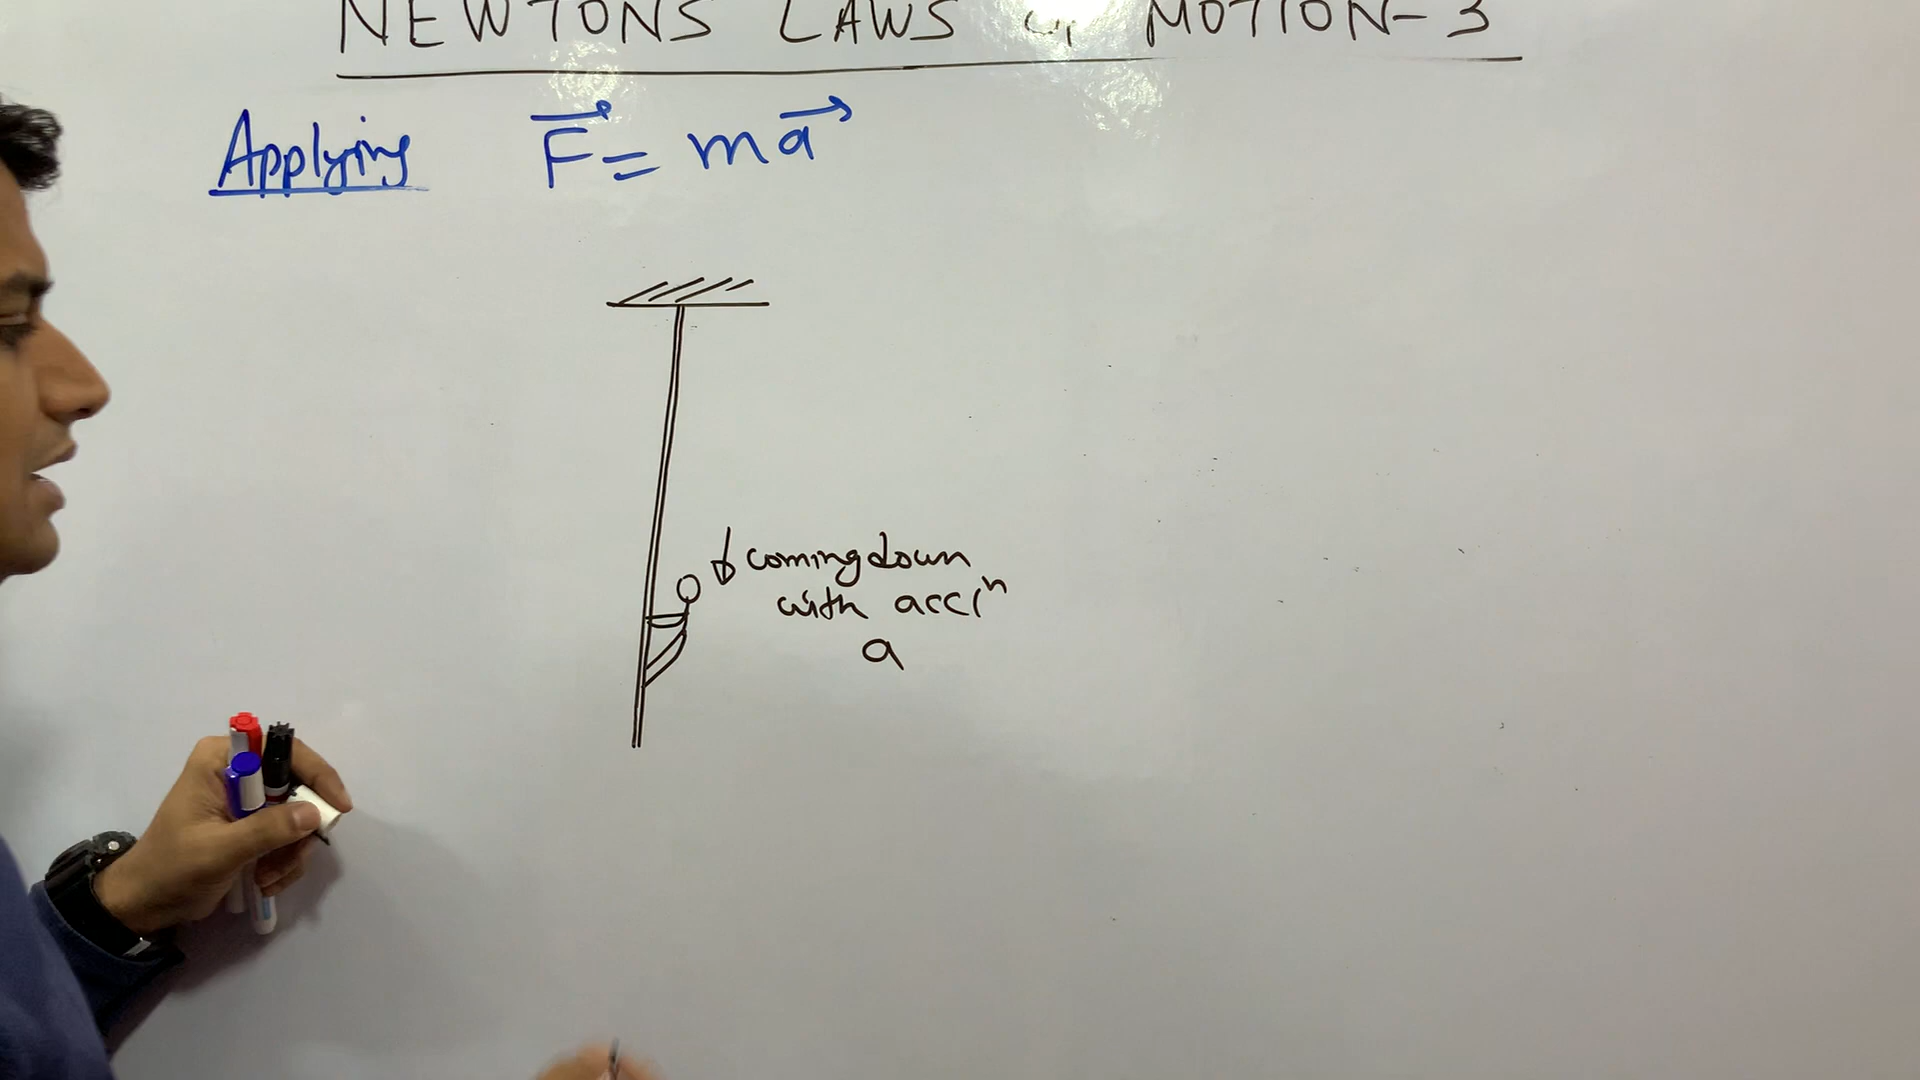 NEWTONS LAWS MOTION-3
Applying F⃗ = ma⃗
↓ coming down
with accⁿ
a